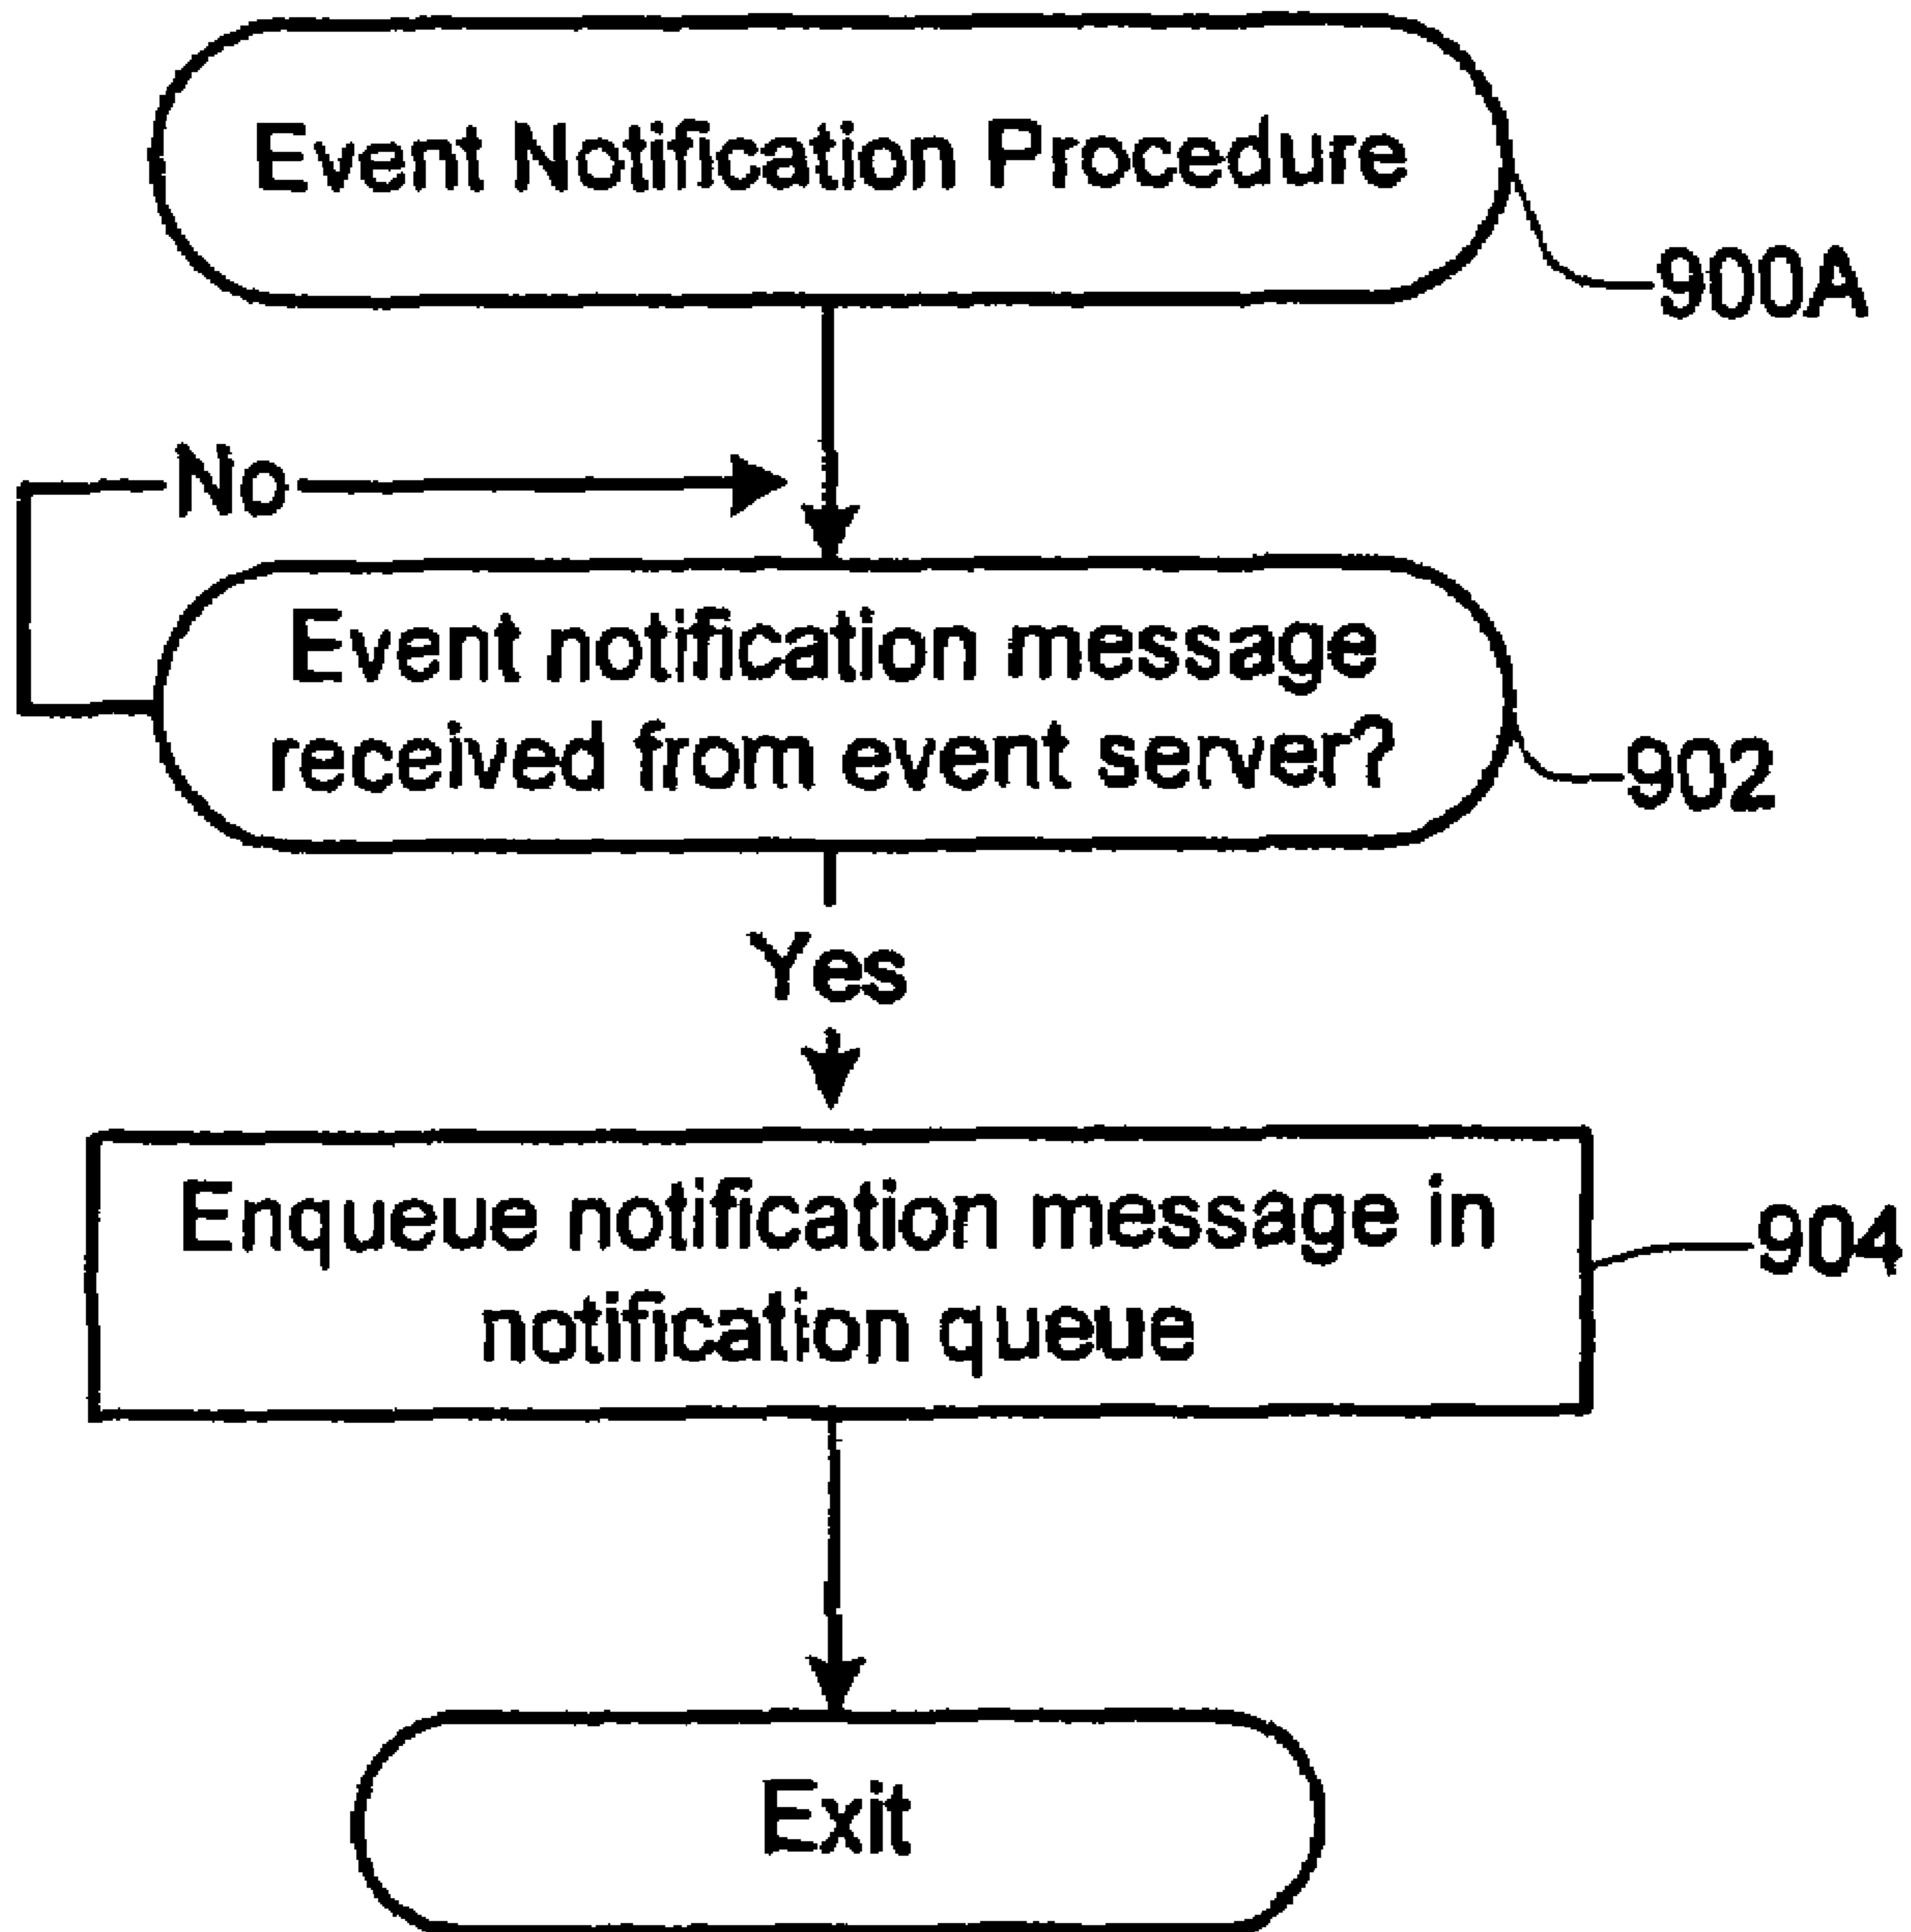 Event Notification Procedure
900A
No
Event notification message
received from event server?
902
Yes
Enqueue notification message in
notification queue
904
Exit